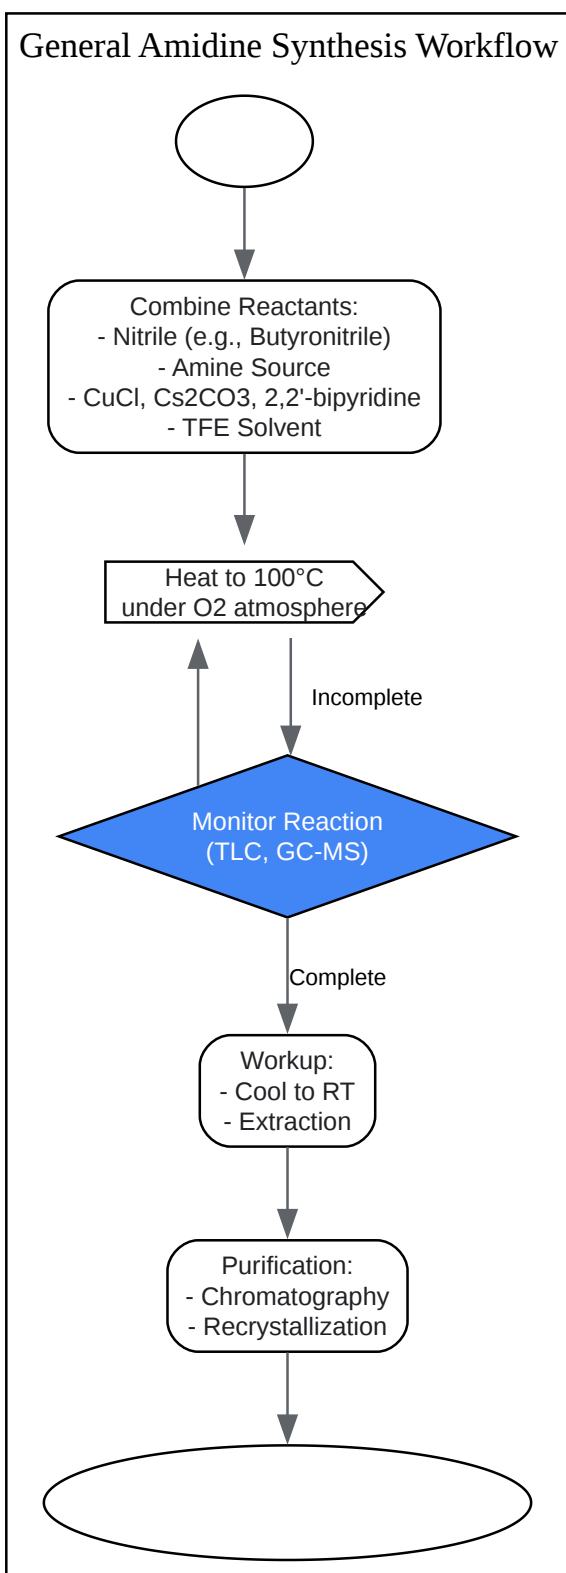 General Amidine Synthesis Workflow
Combine Reactants:
- Nitrile (e.g., Butyronitrile)
- Amine Source
- CuCl, Cs2CO3, 2,2'-bipyridine
- TFE Solvent
Heat to 100°C
under O2 atmosphere
Incomplete
Monitor Reaction
(TLC, GC-MS)
Complete
Workup:
- Cool to RT
- Extraction
Purification:
- Chromatography
- Recrystallization